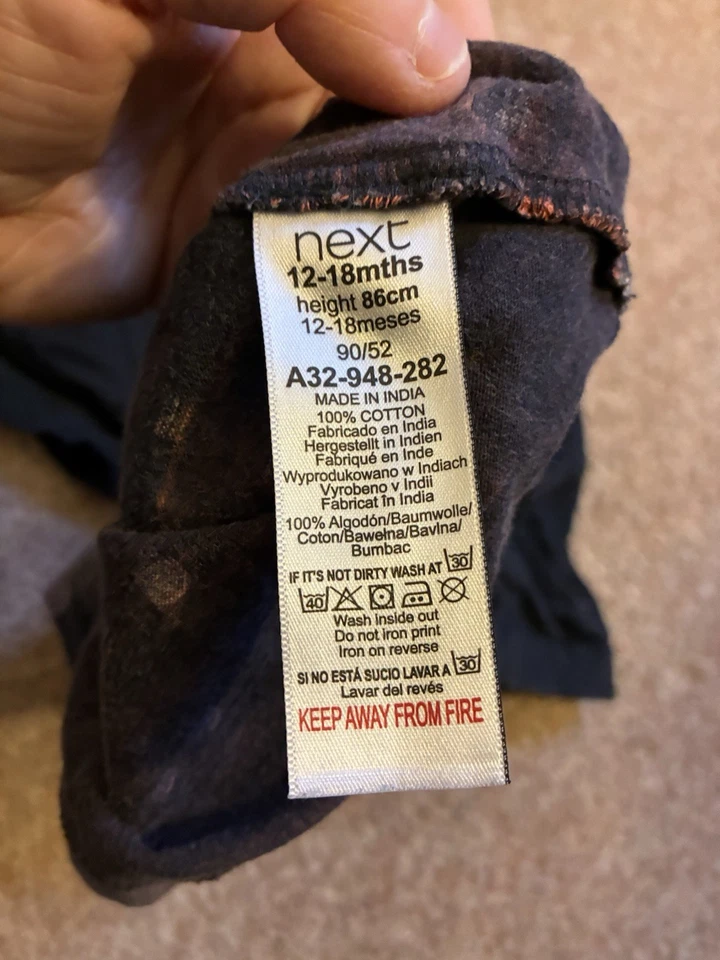 next
12-18mths
height 86cm
12-18meses
90/52
A32-948-282
MADE IN INDIA
100% COTTON
Fabricado en India
Hergestellt in Indien
Fabriqué en Inde
Wyprodukowano w Indiach
Vyrobeno v Indii
Fabricat în India
100% Algodón/Baumwolle/
Coton/Bawełna/Bavlna/
Bumbac
IF IT'S NOT DIRTY WASH AT 30
40
Wash inside out
Do not iron print
Iron on reverse
SI NO ESTÁ SUCIO LAVAR A 30
Lavar del revés
KEEP AWAY FROM FIRE